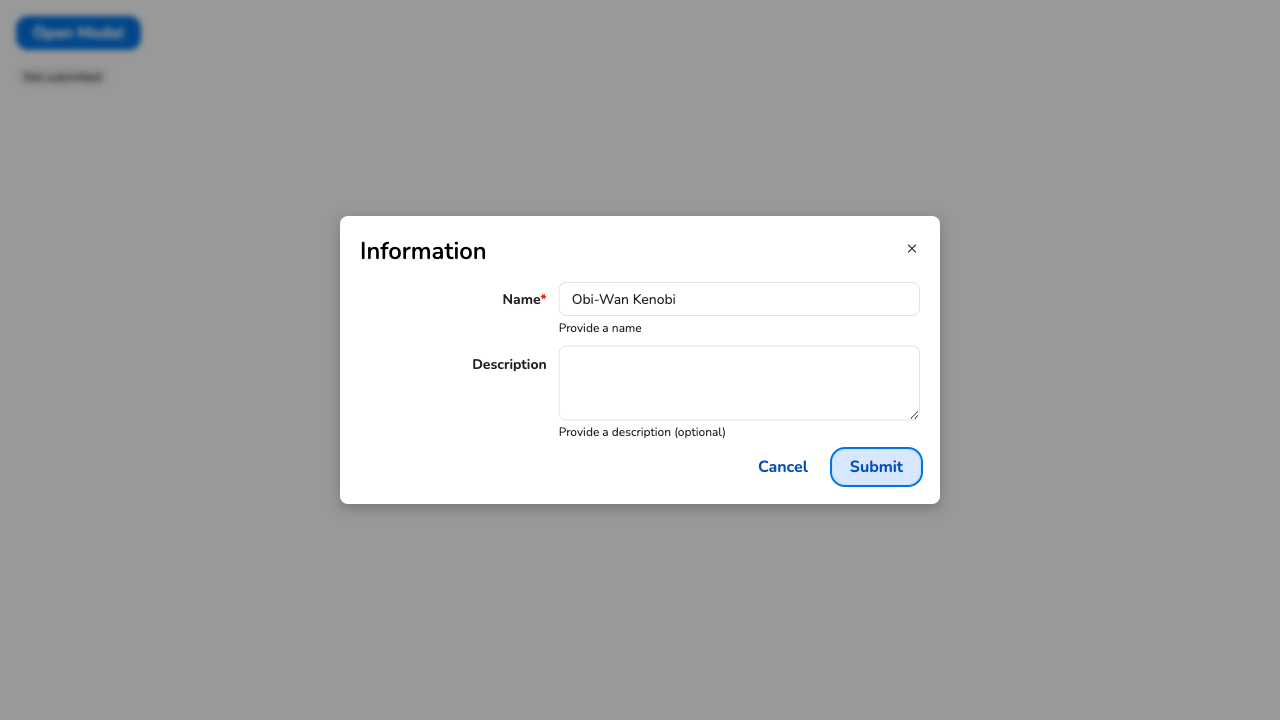 Open Modal
Not submitted
Information
Name*
Obi-Wan Kenobi
Provide a name
Description
Provide a description (optional)
Cancel
Submit